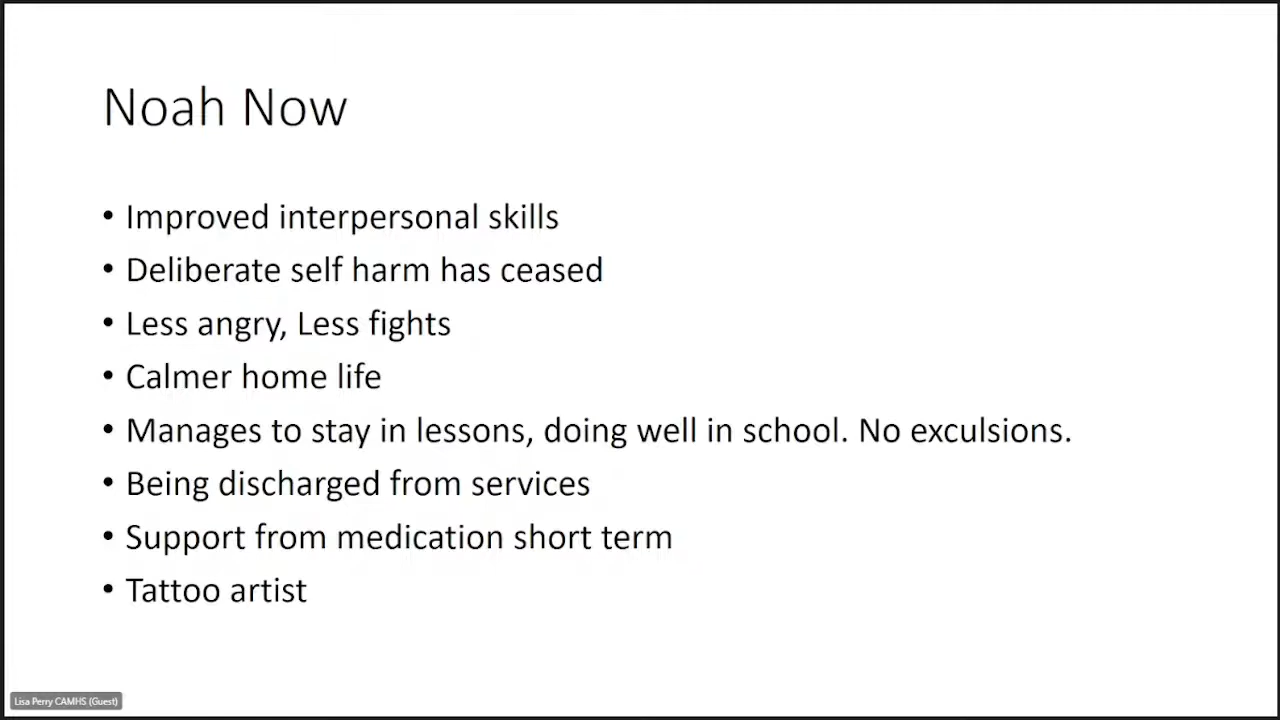 Noah Now
• Improved interpersonal skills
• Deliberate self harm has ceased
• Less angry, Less fights
• Calmer home life
• Manages to stay in lessons, doing well in school. No exculsions.
• Being discharged from services
• Support from medication short term
• Tattoo artist
Lisa Perry CAMHS (Guest)